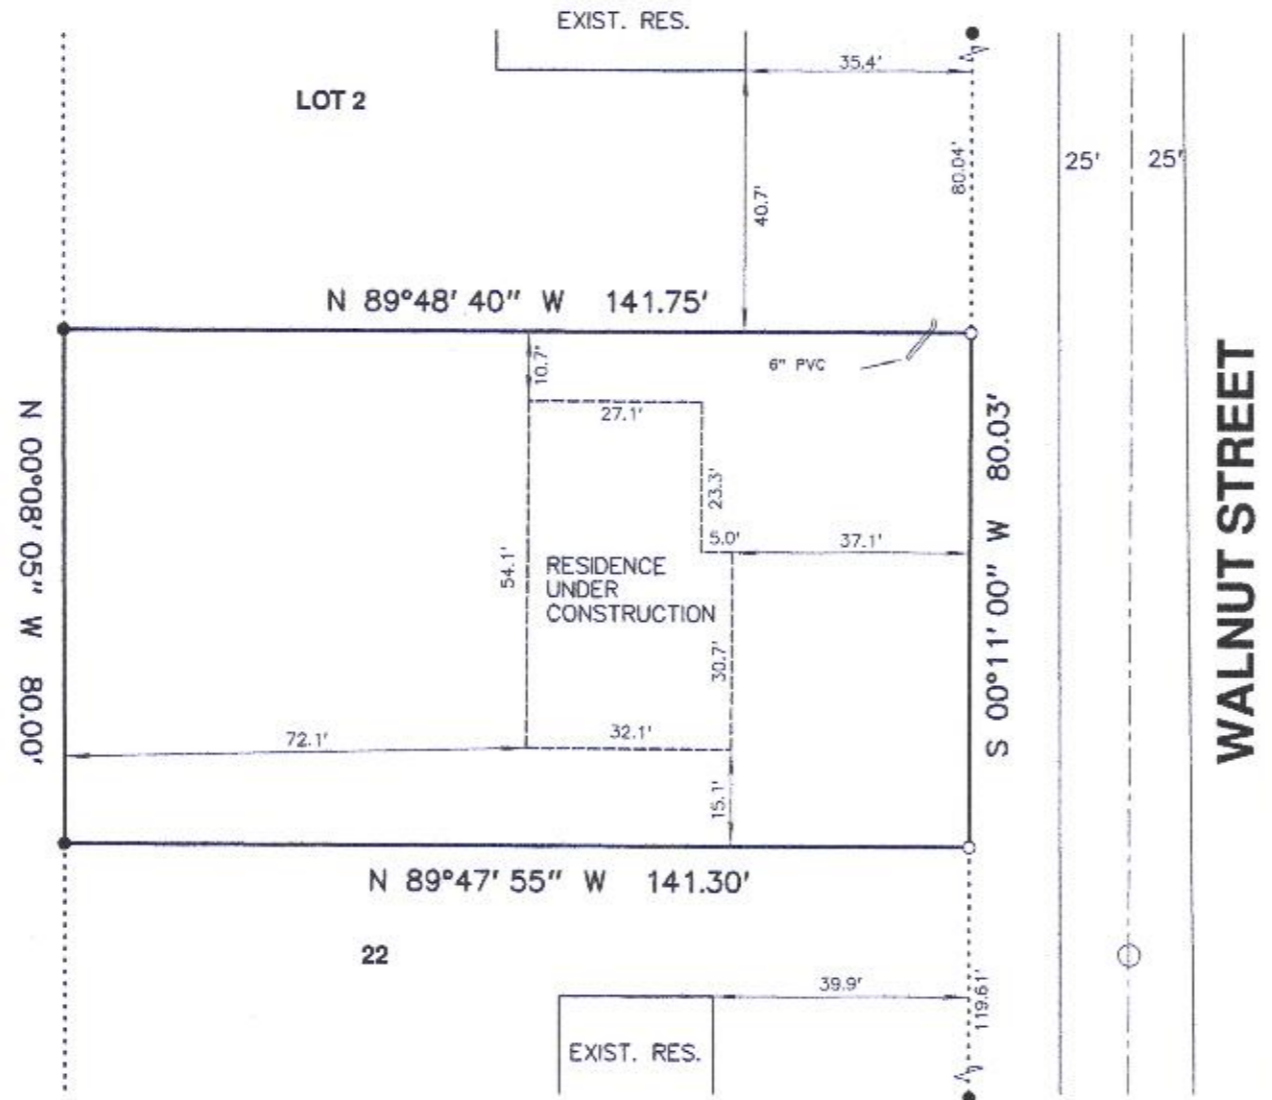 EXIST. RES.
35.4'
LOT 2
80.04'
25'
25'
40.7'
N 89°48' 40" W 141.75'
6" PVC
10.7'
27.1'
N 00°08' 05" W 80.00'
S 00°11' 00" W 80.03'
WALNUT STREET
23.3'
5.0'
37.1'
54.1'
RESIDENCE
UNDER
CONSTRUCTION
30.7'
72.1'
32.1'
15.1'
N 89°47' 55" W 141.30'
22
39.9'
119.61'
EXIST. RES.